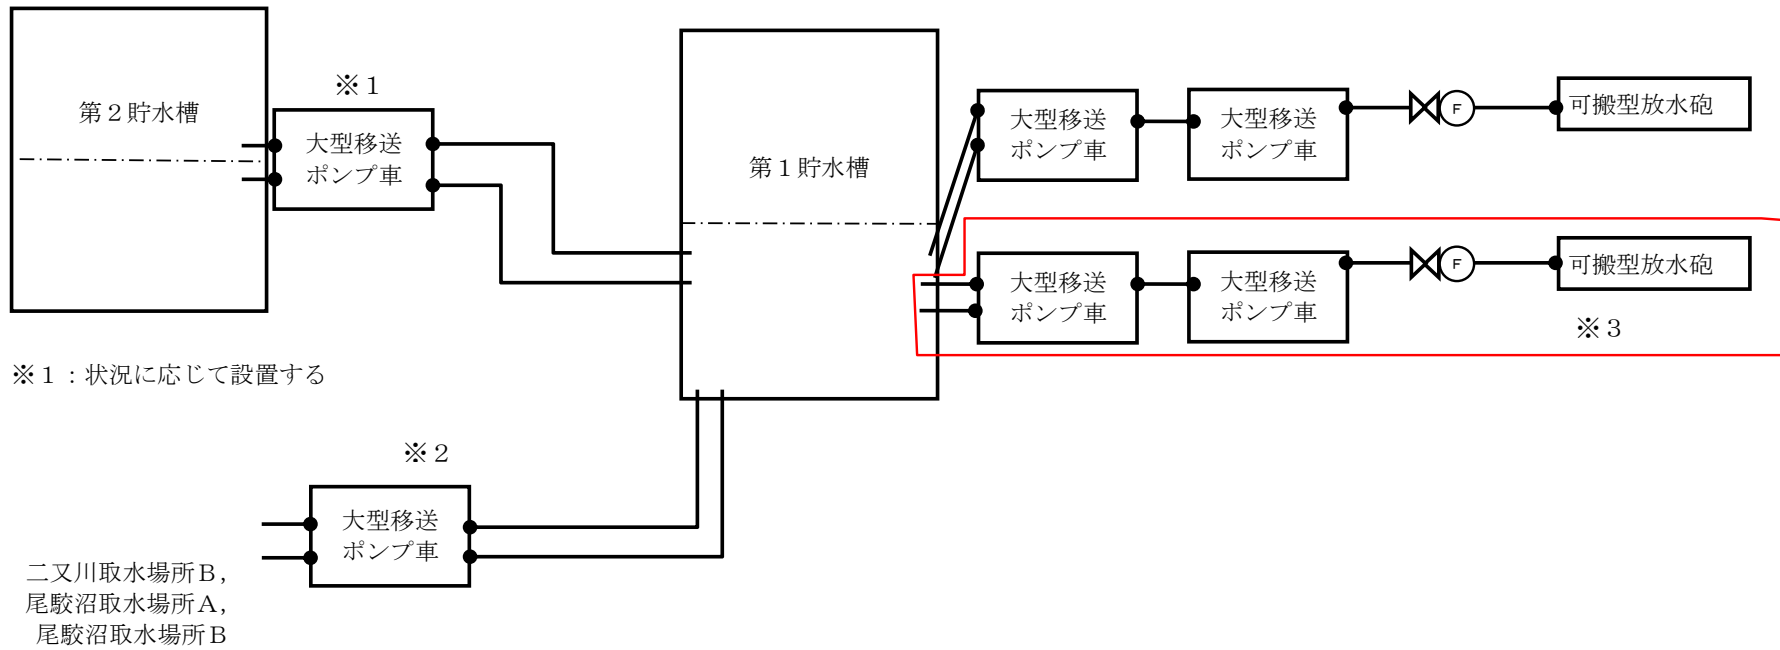 ※１
第２貯水槽
大型移送
ポンプ車
第１貯水槽
大型移送
ポンプ車
大型移送
ポンプ車
F
可搬型放水砲
大型移送
ポンプ車
大型移送
ポンプ車
F
可搬型放水砲
※３
※１：状況に応じて設置する
※２
大型移送
ポンプ車
二又川取水場所Ｂ，
尾駮沼取水場所Ａ，
尾駮沼取水場所Ｂ